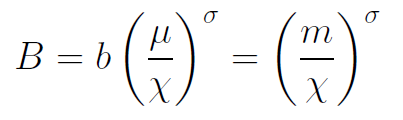 B = b (μ/χ)^σ = (m/χ)^σ